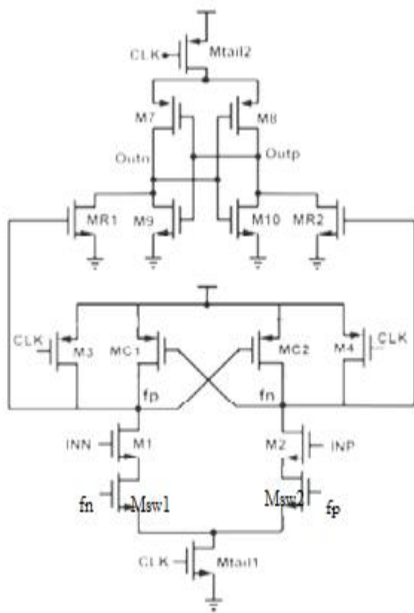 CLK Mtail2
M7 M8
Outn Outp
MR1 M9 M10 MR2
CLK M3 MC1 MC2 M4 CLK
fp fn
INN M1 M2 INP
fn Msw1 Msw2 fp
CLK Mtail1